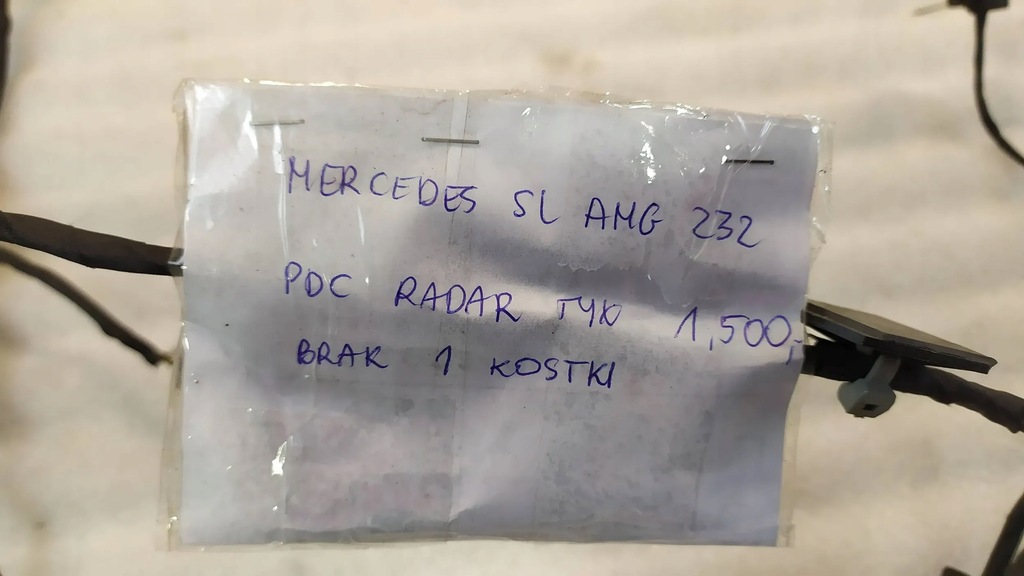 MERCEDES SL AMG 232
PDC RADAR TYŁ 1,500,-
BRAK 1 KOSTKI